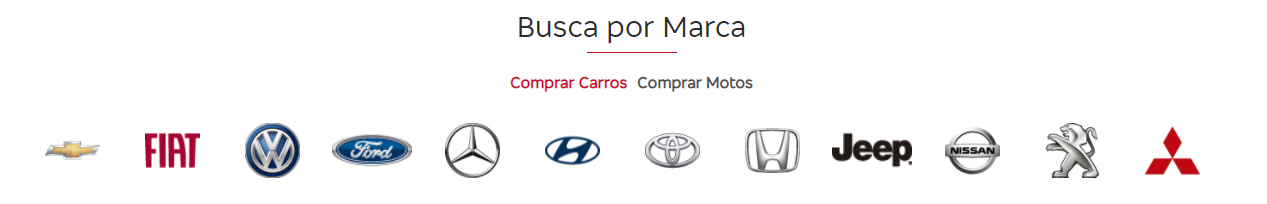 Busca por Marca
Comprar Carros Comprar Motos
FIAT Ford Jeep NISSAN